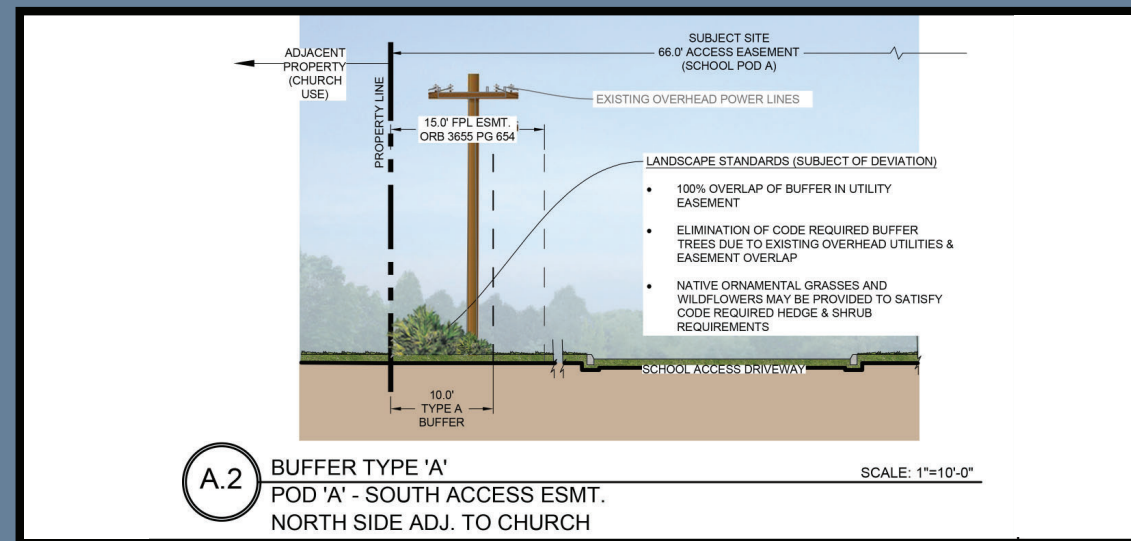 ADJACENT
PROPERTY
(CHURCH
USE)
PROPERTY LINE
SUBJECT SITE
66.0' ACCESS EASEMENT
(SCHOOL POD A)
EXISTING OVERHEAD POWER LINES
15.0' FPL ESMT.
ORB 3655 PG 654
LANDSCAPE STANDARDS (SUBJECT OF DEVIATION)
• 100% OVERLAP OF BUFFER IN UTILITY
EASEMENT
• ELIMINATION OF CODE REQUIRED BUFFER
TREES DUE TO EXISTING OVERHEAD UTILITIES &
EASEMENT OVERLAP
• NATIVE ORNAMENTAL GRASSES AND
WILDFLOWERS MAY BE PROVIDED TO SATISFY
CODE REQUIRED HEDGE & SHRUB
REQUIREMENTS
SCHOOL ACCESS DRIVEWAY
10.0'
TYPE A
BUFFER
A.2
BUFFER TYPE 'A'
SCALE: 1"=10'-0"
POD 'A' - SOUTH ACCESS ESMT.
NORTH SIDE ADJ. TO CHURCH